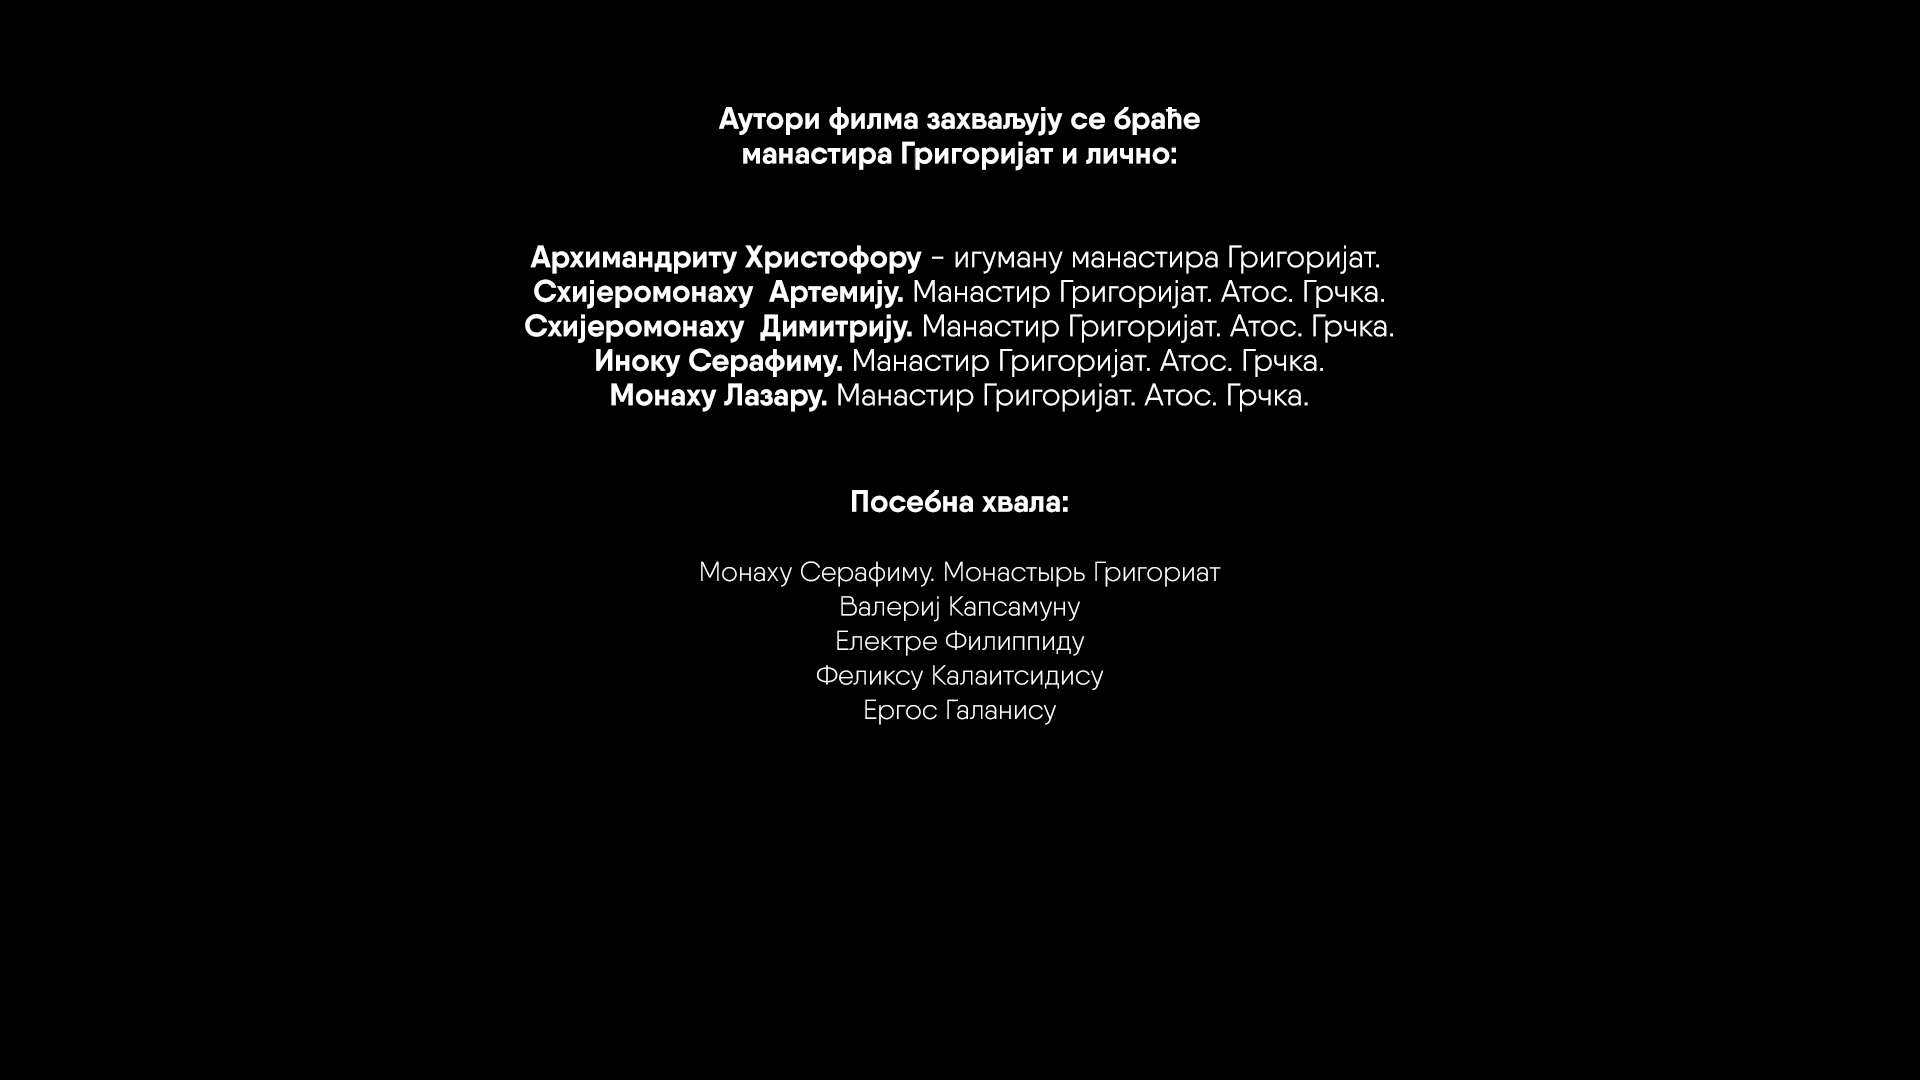 Аутори филма захваљују се браће
манастира Григоријат и лично:
Архимандриту Христофору - игуману манастира Григоријат.
Схијеромонаху Артемију. Манастир Григоријат. Атос. Грчка.
Схијеромонаху Димитрију. Манастир Григоријат. Атос. Грчка.
Иноку Серафиму. Манастир Григоријат. Атос. Грчка.
Монаху Лазару. Манастир Григоријат. Атос. Грчка.
Посебна хвала:
Монаху Серафиму. Монастырь Григориат
Валериј Капсамуну
Електре Филиппиду
Феликсу Калаитсидису
Ергос Галанису